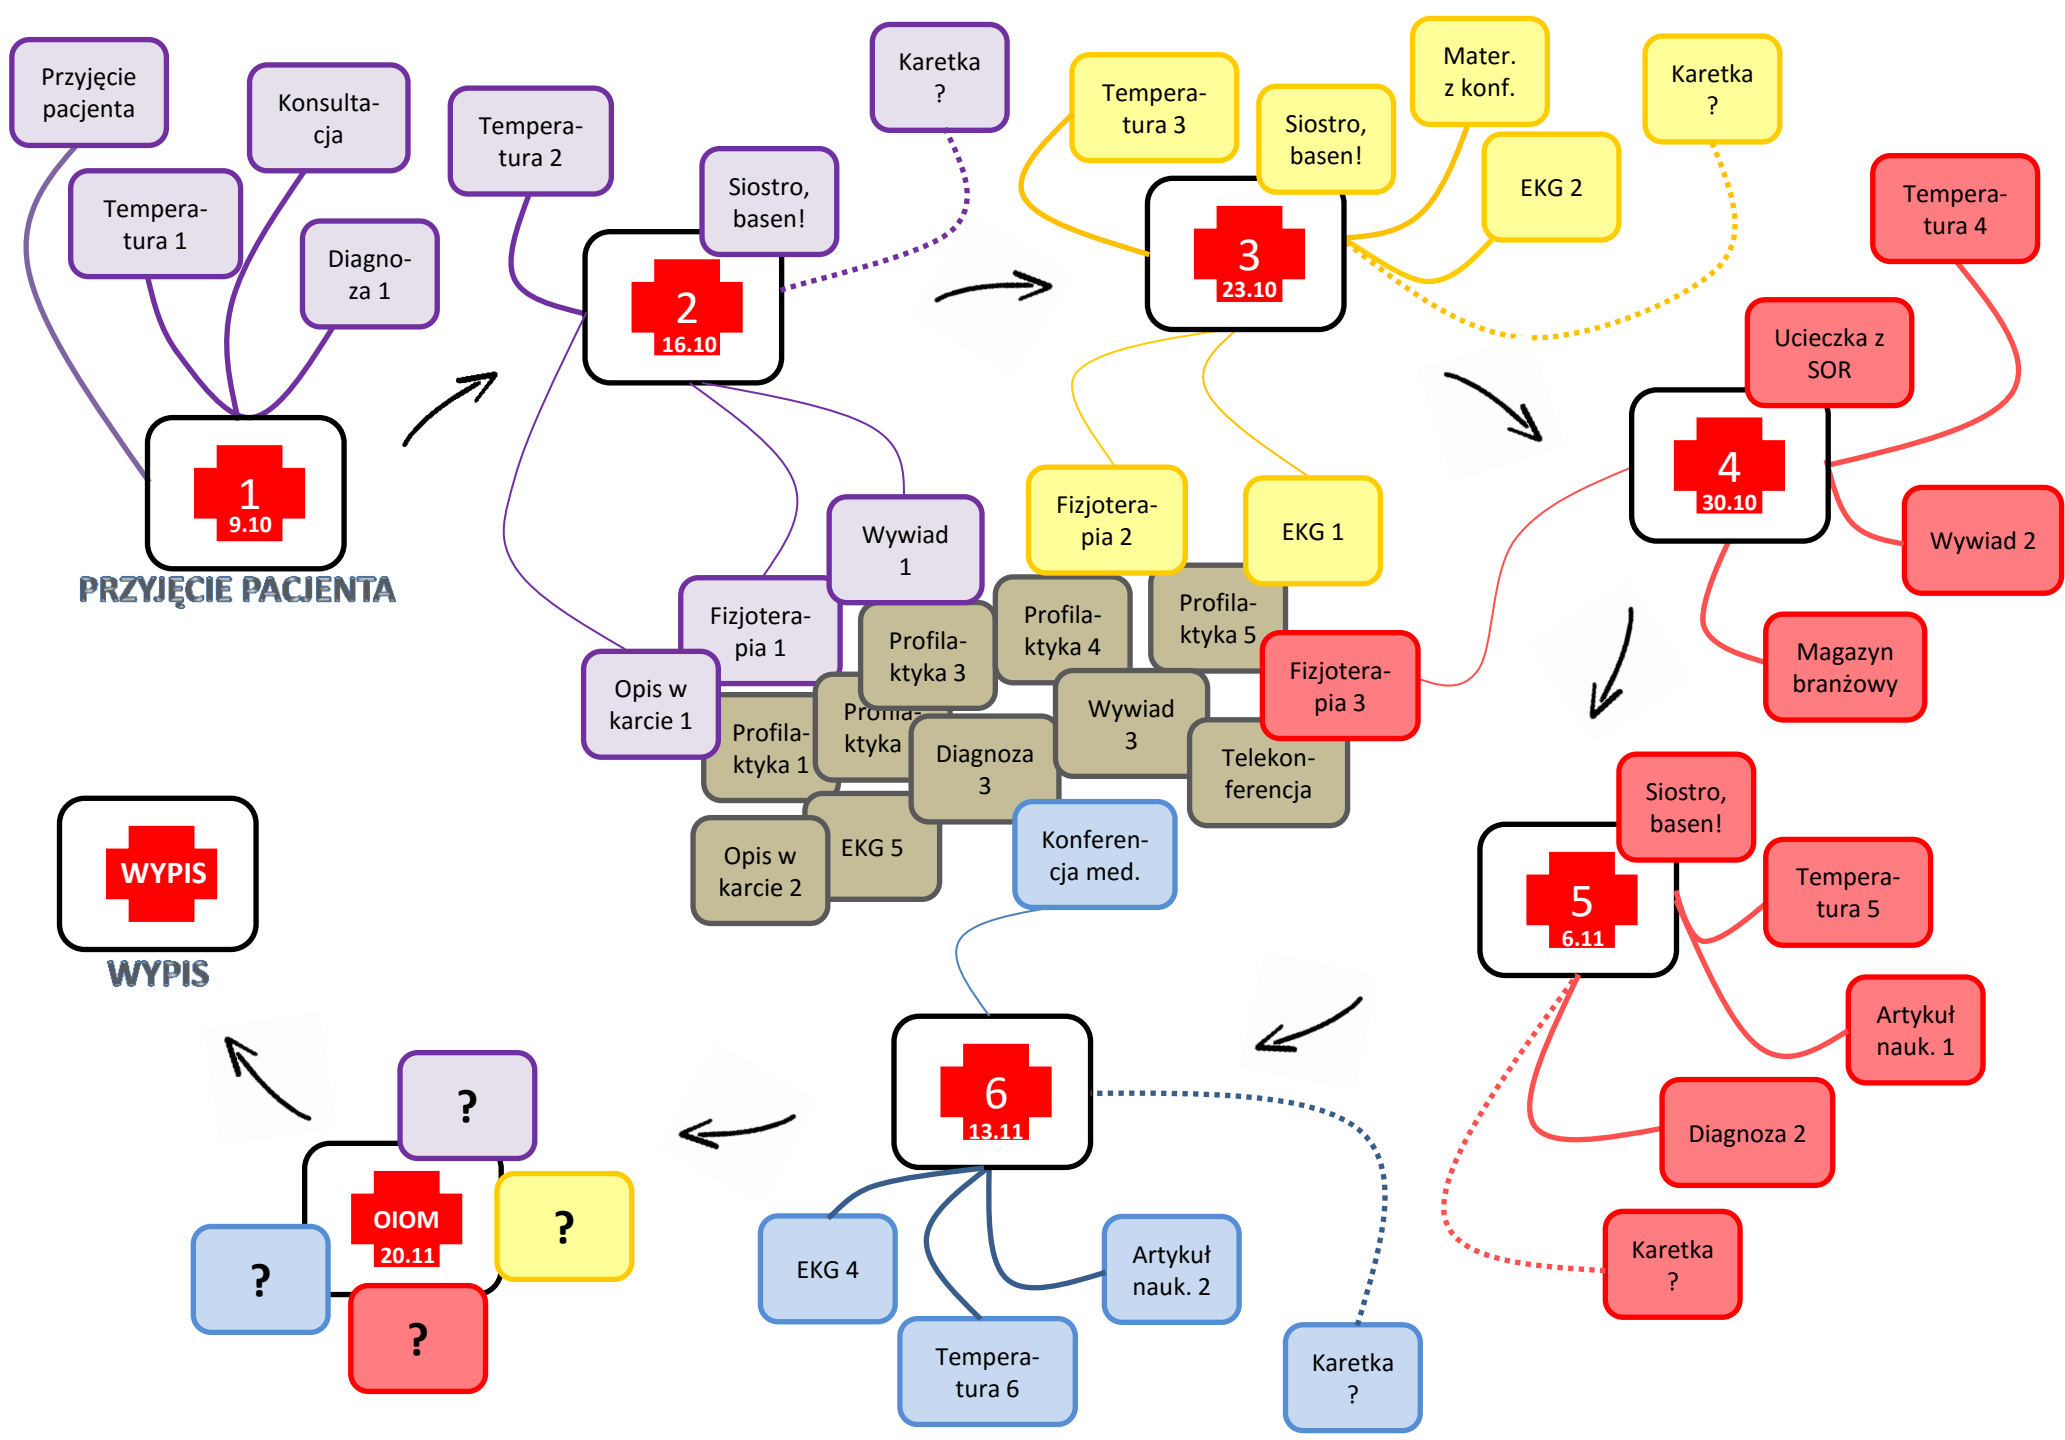 Przyjęcie
pacjenta
Konsulta-
cja
Tempera-
tura 1
Diagno-
za 1
1
9.10
PRZYJĘCIE PACJENTA
Tempera-
tura 2
Siostro,
basen!
Karetka
?
2
16.10
Tempera-
tura 3
Siostro,
basen!
Mater.
z konf.
EKG 2
Karetka
?
3
23.10
Tempera-
tura 4
Ucieczka z
SOR
4
30.10
Wywiad 2
Magazyn
branżowy
Wywiad
1
Fizjotera-
pia 1
Opis w
karcie 1
Fizjotera-
pia 2
EKG 1
Profila-
ktyka 3
Profila-
ktyka 4
Profila-
ktyka 5
Fizjotera-
pia 3
Profila-
ktyka 1
Profila-
ktyka
Diagnoza
3
Wywiad
3
Telekon-
ferencja
Opis w
karcie 2
EKG 5
Konferen-
cja med.
Siostro,
basen!
5
6.11
Tempera-
tura 5
Artykuł
nauk. 1
Diagnoza 2
Karetka
?
6
13.11
EKG 4
Tempera-
tura 6
Artykuł
nauk. 2
Karetka
?
?
OIOM
20.11
?
?
?
WYPIS
WYPIS